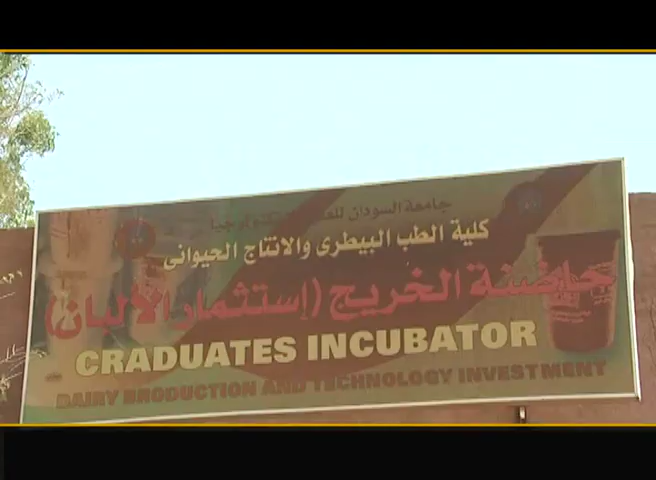 جامعة السودان للعلوم والتكنولوجيا
كلية الطب البيطرى والانتاج الحيوانى
حاضنة الخريج (إستثمار الألبان)
CRADUATES INCUBATOR
DAIRY BRODUCTION AND TECHNOLOGY INVESTMENT